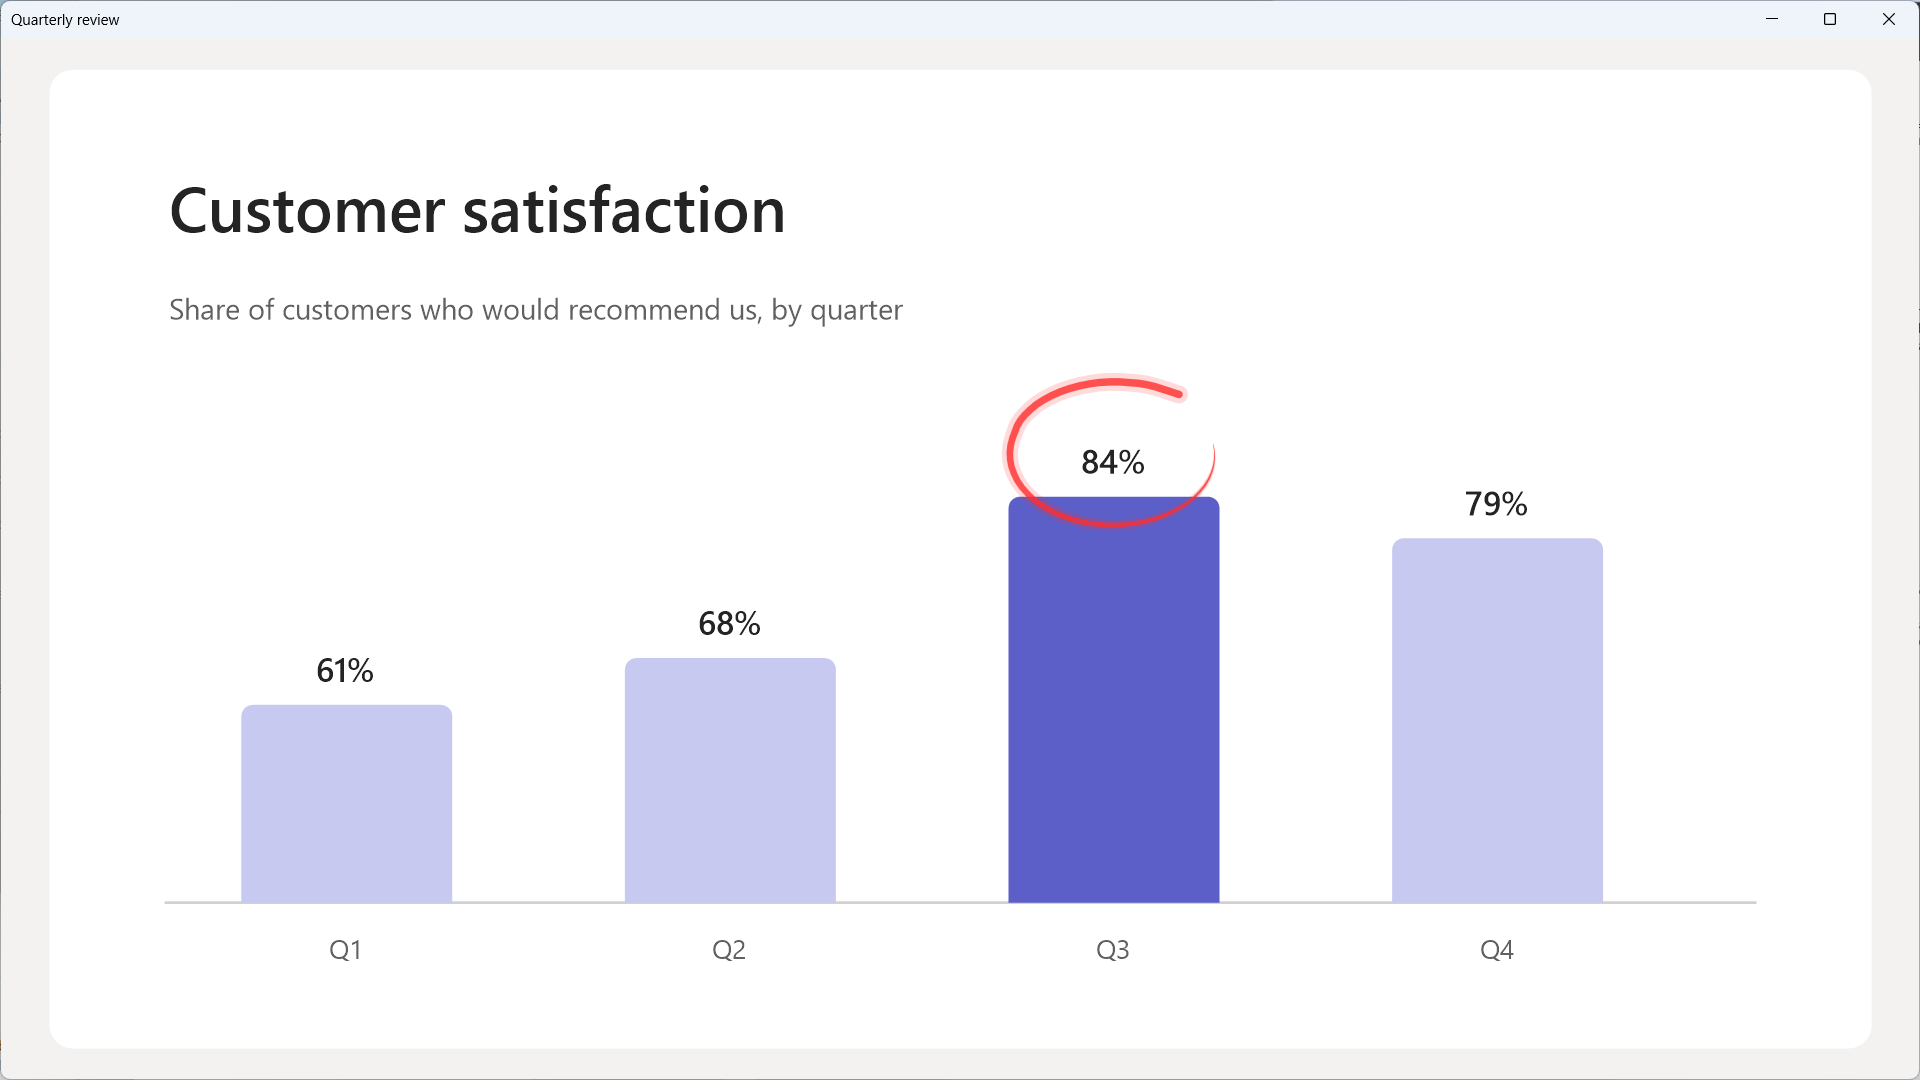 Quarterly review
Customer satisfaction
Share of customers who would recommend us, by quarter
84%
79%
68%
61%
Q1 Q2 Q3 Q4